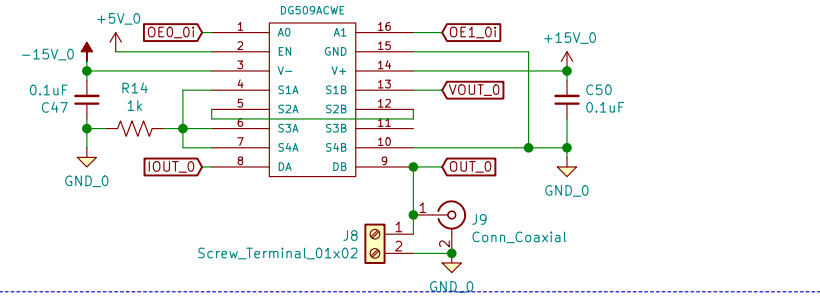 DG509ACWE
+5V_0
OE0_0i
1
A0
A1
16
OE1_0i
+15V_0
-15V_0
2
EN
GND
15
3
V-
V+
14
0.1uF
C47
R14
1k
4
S1A
S1B
13
VOUT_0
C50
0.1uF
5
S2A
S2B
12
6
S3A
S3B
11
7
S4A
S4B
10
GND_0
IOUT_0
8
DA
DB
9
OUT_0
GND_0
1
J9
Conn_Coaxial
2
J8
Screw_Terminal_01x02
1
2
GND_0